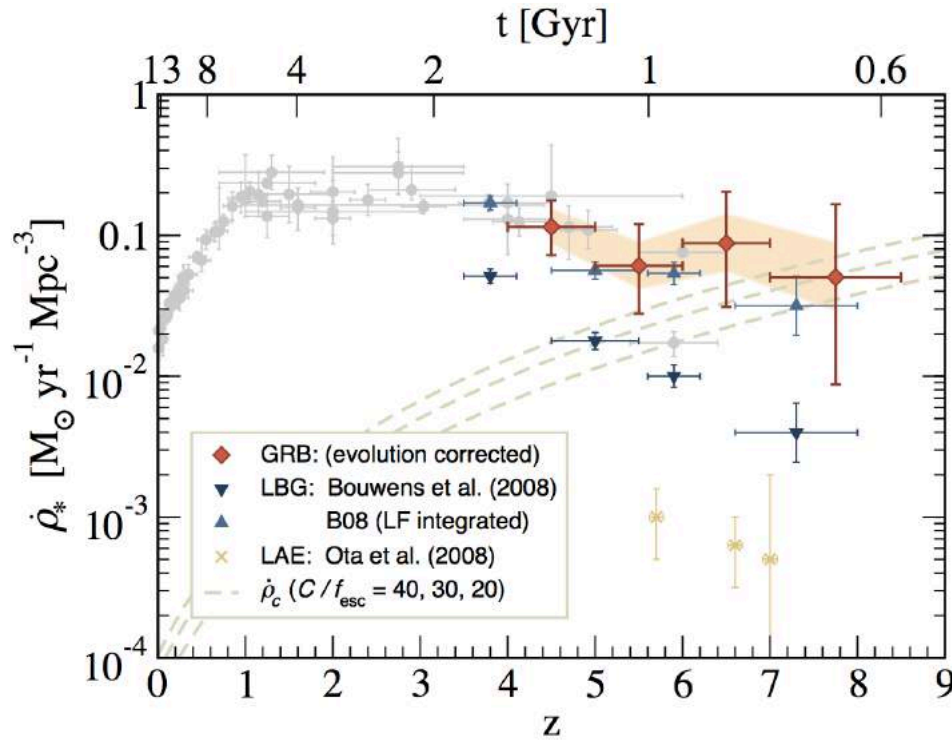 t [Gyr]
13 8 4 2 1 0.6
1
0.1
10⁻²
10⁻³
10⁻⁴
ρ̇* [M☉ yr⁻¹ Mpc⁻³]
GRB: (evolution corrected)
LBG: Bouwens et al. (2008)
B08 (LF integrated)
LAE: Ota et al. (2008)
ρ̇c (C / fesc = 40, 30, 20)
0 1 2 3 4 5 6 7 8 9
z